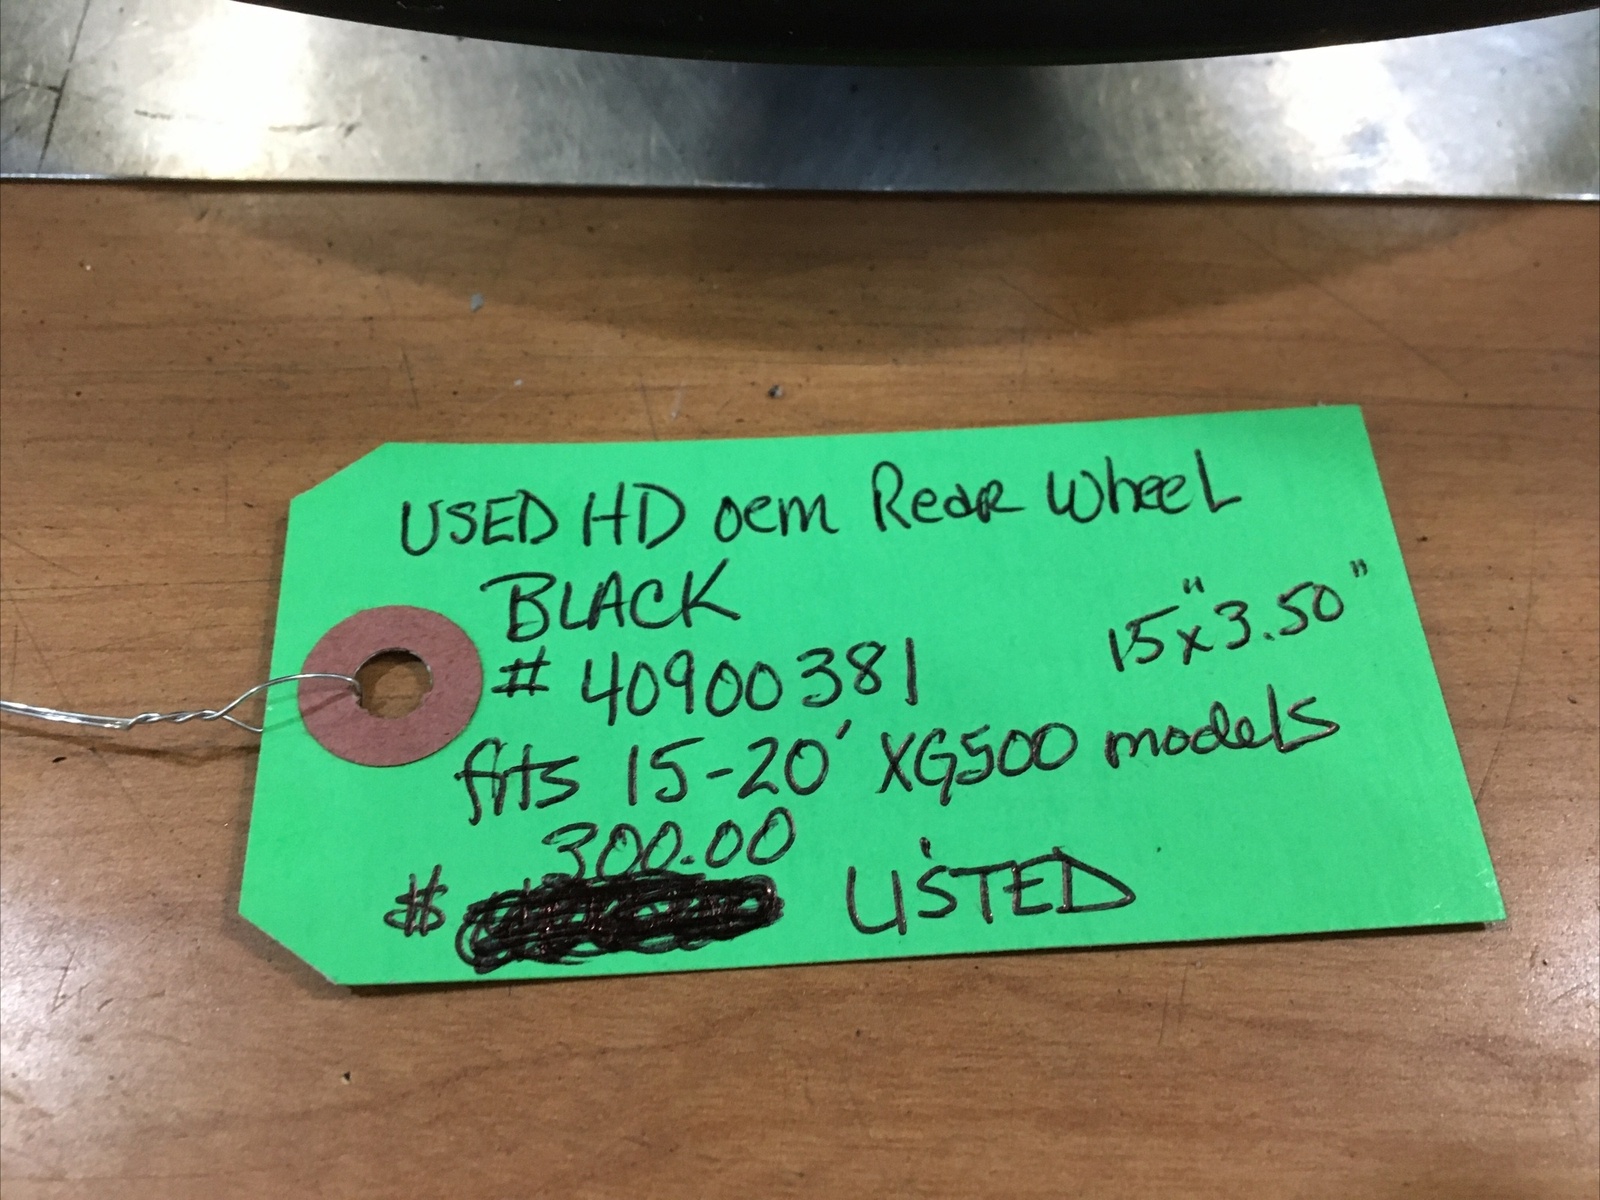 USED HD oem Rear Wheel
BLACK
15"x3.50"
# 40900381
fits 15-20' XG500 models
300.00
$ LISTED